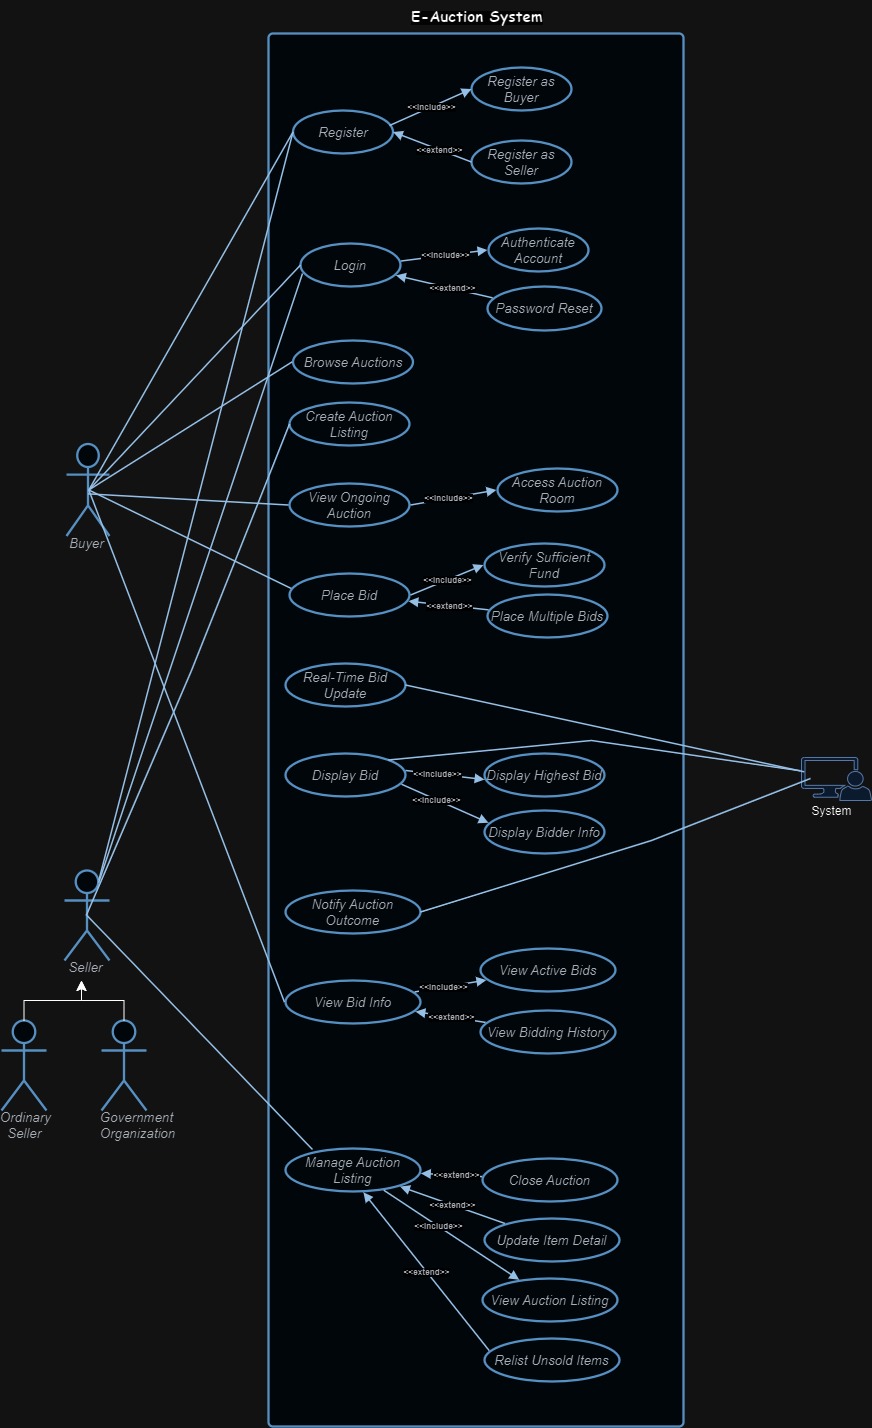 E-Auction System
Register as
Buyer
<<include>>
Register
<<extend>>
Register as
Seller
Authenticate
Account
<<include>>
Login
<<extend>>
Password Reset
Browse Auctions
Create Auction
Listing
Access Auction
Room
View Ongoing
Auction
<<include>>
Buyer
Verify Sufficient
Fund
<<include>>
Place Bid
<<extend>>
Place Multiple Bids
Real-Time Bid
Update
Display Bid
<<include>>
Display Highest Bid
<<include>>
Display Bidder Info
System
Notify Auction
Outcome
Seller
View Active Bids
<<include>>
View Bid Info
<<extend>>
View Bidding History
Ordinary
Seller
Government
Organization
Manage Auction
Listing
<<extend>>
Close Auction
<<extend>>
<<include>>
Update Item Detail
<<extend>>
View Auction Listing
Relist Unsold Items